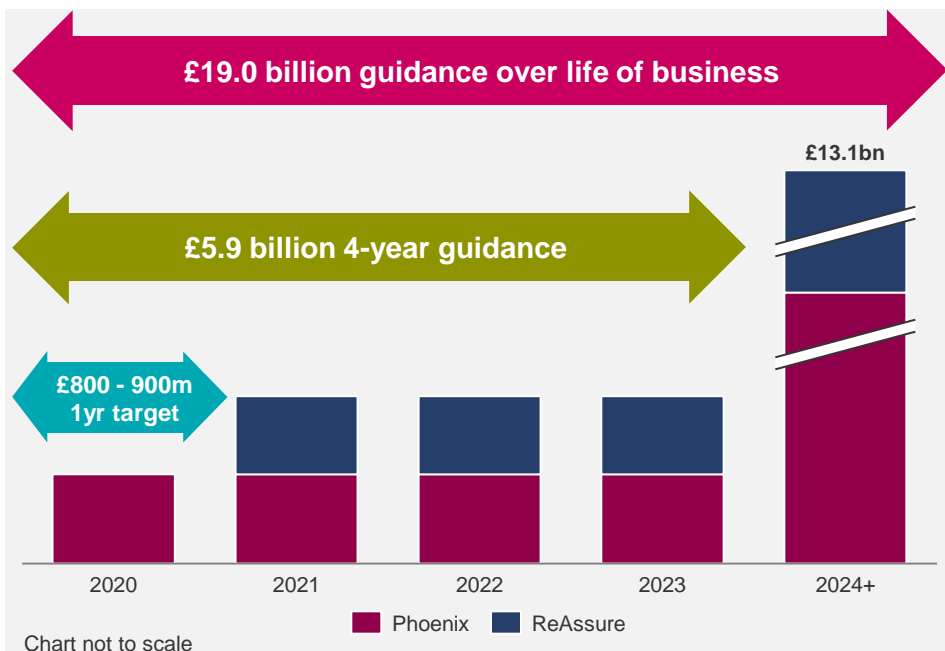 £19.0 billion guidance over life of business
£13.1bn
£5.9 billion 4-year guidance
£800 - 900m
1yr target
2020 2021 2022 2023 2024+
Phoenix ReAssure
Chart not to scale